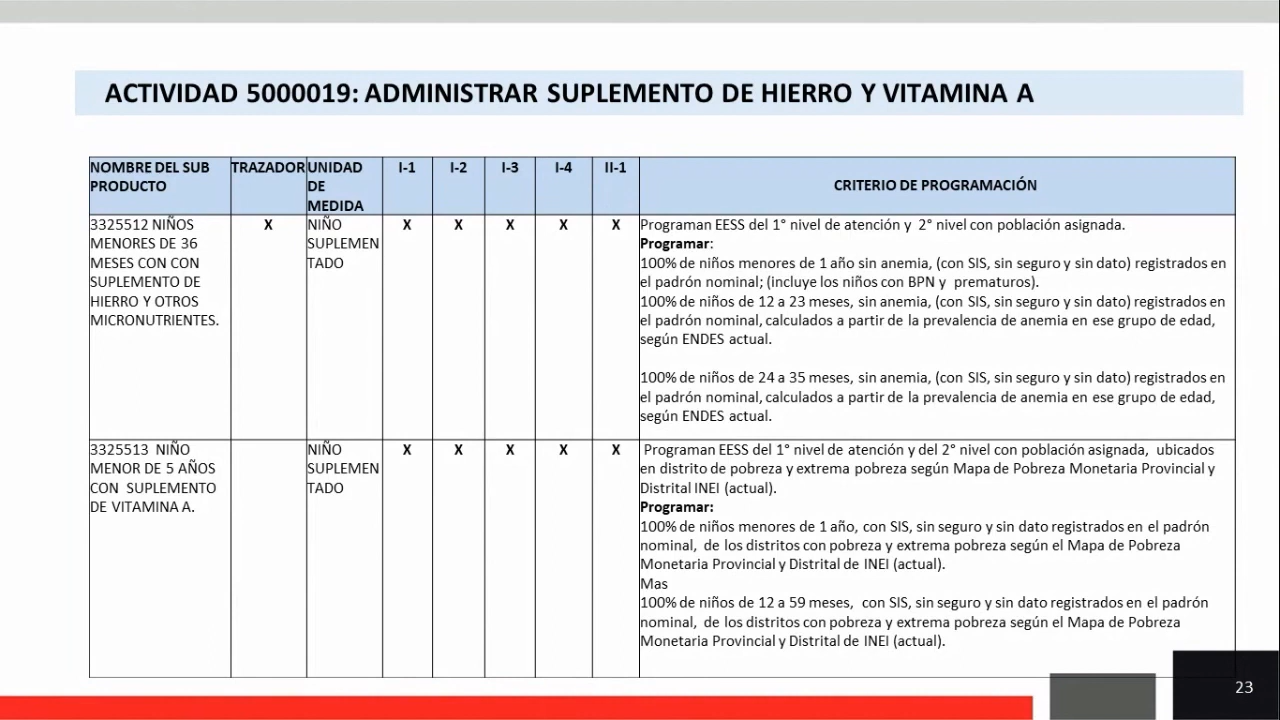 ACTIVIDAD 5000019: ADMINISTRAR SUPLEMENTO DE HIERRO Y VITAMINA A
NOMBRE DEL SUB
PRODUCTO
TRAZADOR
UNIDAD
DE
MEDIDA
I-1
I-2
I-3
I-4
II-1
CRITERIO DE PROGRAMACIÓN
3325512 NIÑOS
MENORES DE 36
MESES CON CON
SUPLEMENTO DE
HIERRO Y OTROS
MICRONUTRIENTES.
X
NIÑO
SUPLEMEN
TADO
X
X
X
X
X
Programan EESS del 1° nivel de atención y 2° nivel con población asignada.
Programar:
100% de niños menores de 1 año sin anemia, (con SIS, sin seguro y sin dato) registrados en
el padrón nominal; (incluye los niños con BPN y prematuros).
100% de niños de 12 a 23 meses, sin anemia, (con SIS, sin seguro y sin dato) registrados en
el padrón nominal, calculados a partir de la prevalencia de anemia en ese grupo de edad,
según ENDES actual.
100% de niños de 24 a 35 meses, sin anemia, (con SIS, sin seguro y sin dato) registrados en
el padrón nominal, calculados a partir de la prevalencia de anemia en ese grupo de edad,
según ENDES actual.
3325513 NIÑO
MENOR DE 5 AÑOS
CON SUPLEMENTO
DE VITAMINA A.
NIÑO
SUPLEMEN
TADO
X
X
X
X
X
Programan EESS del 1° nivel de atención y del 2° nivel con población asignada, ubicados
en distrito de pobreza y extrema pobreza según Mapa de Pobreza Monetaria Provincial y
Distrital INEI (actual).
Programar:
100% de niños menores de 1 año, con SIS, sin seguro y sin dato registrados en el padrón
nominal, de los distritos con pobreza y extrema pobreza según el Mapa de Pobreza
Monetaria Provincial y Distrital de INEI (actual).
Mas
100% de niños de 12 a 59 meses, con SIS, sin seguro y sin dato registrados en el padrón
nominal, de los distritos con pobreza y extrema pobreza según el Mapa de Pobreza
Monetaria Provincial y Distrital de INEI (actual).
23